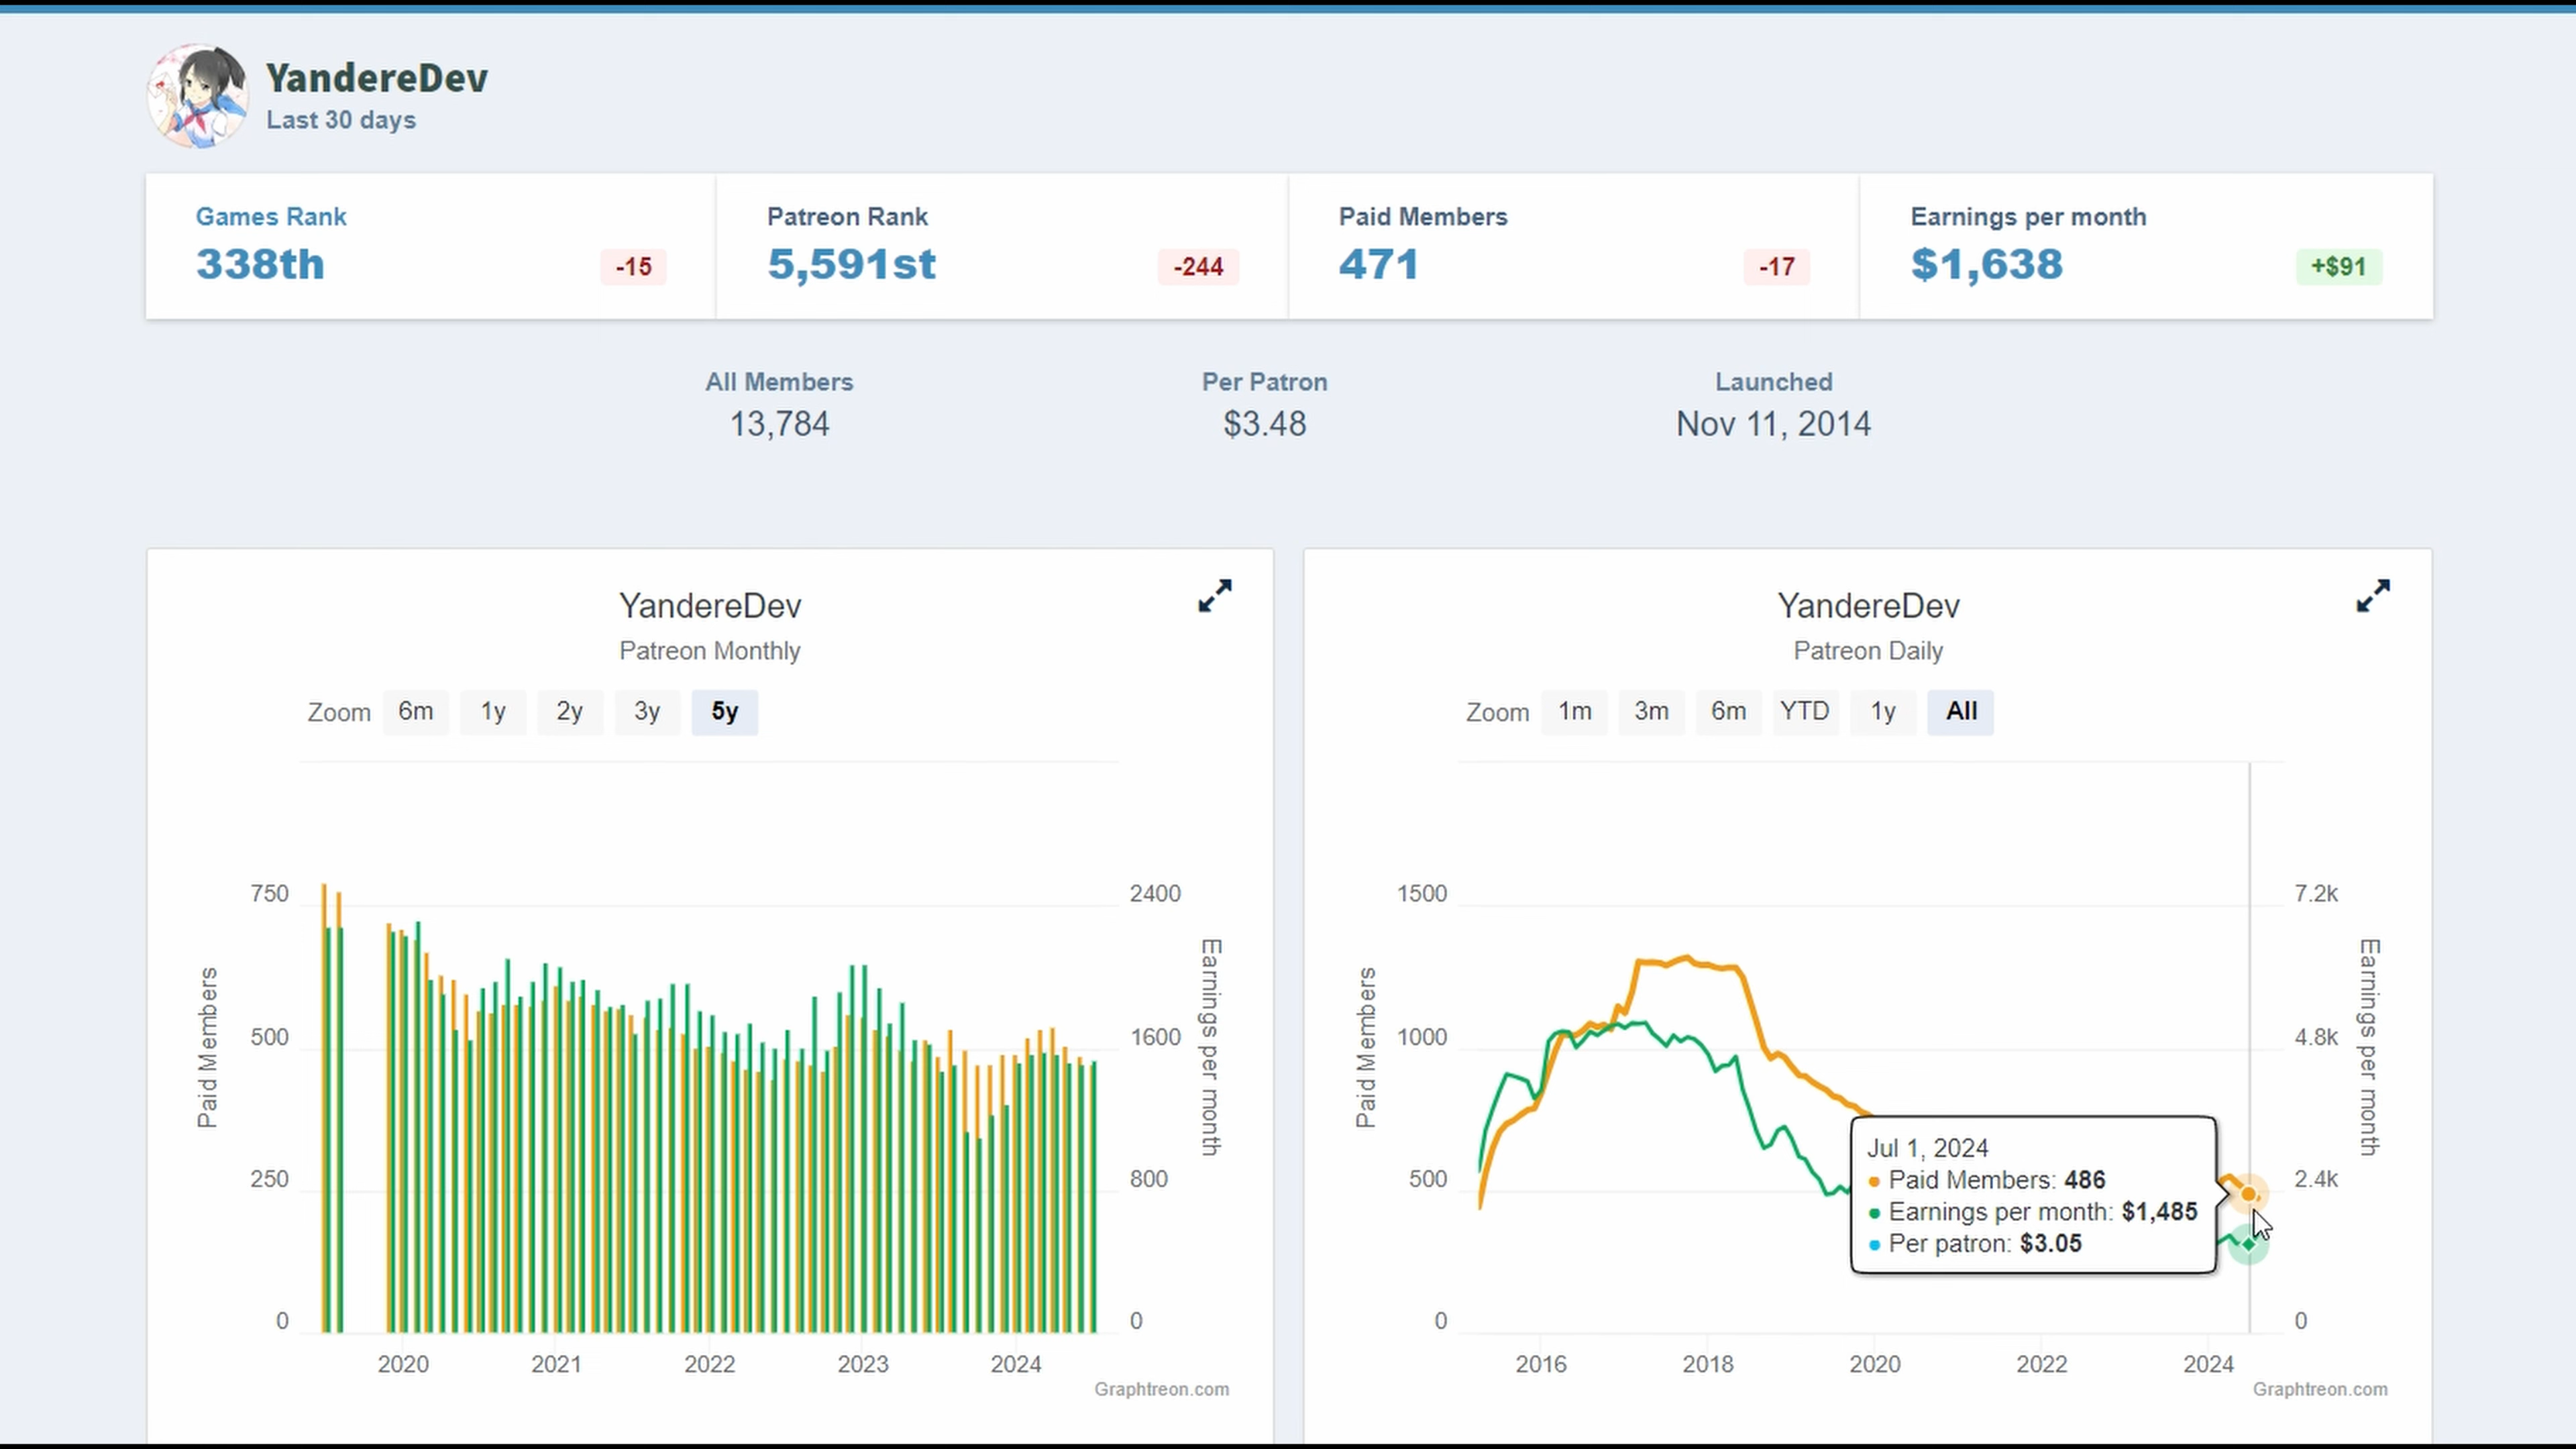 YandereDev
Last 30 days
Games Rank
338th
-15
Patreon Rank
5,591st
-244
Paid Members
471
-17
Earnings per month
$1,638
+$91
All Members
13,784
Per Patron
$3.48
Launched
Nov 11, 2014
YandereDev
Patreon Monthly
Zoom 6m 1y 2y 3y 5y
750
500
250
0
Paid Members
2400
1600
800
0
Earnings per month
2020 2021 2022 2023 2024
Graphtreon.com
YandereDev
Patreon Daily
Zoom 1m 3m 6m YTD 1y All
1500
1000
500
0
Paid Members
7.2k
4.8k
2.4k
0
Earnings per month
Jul 1, 2024
Paid Members: 486
Earnings per month: $1,485
Per patron: $3.05
2016 2018 2020 2022 2024
Graphtreon.com